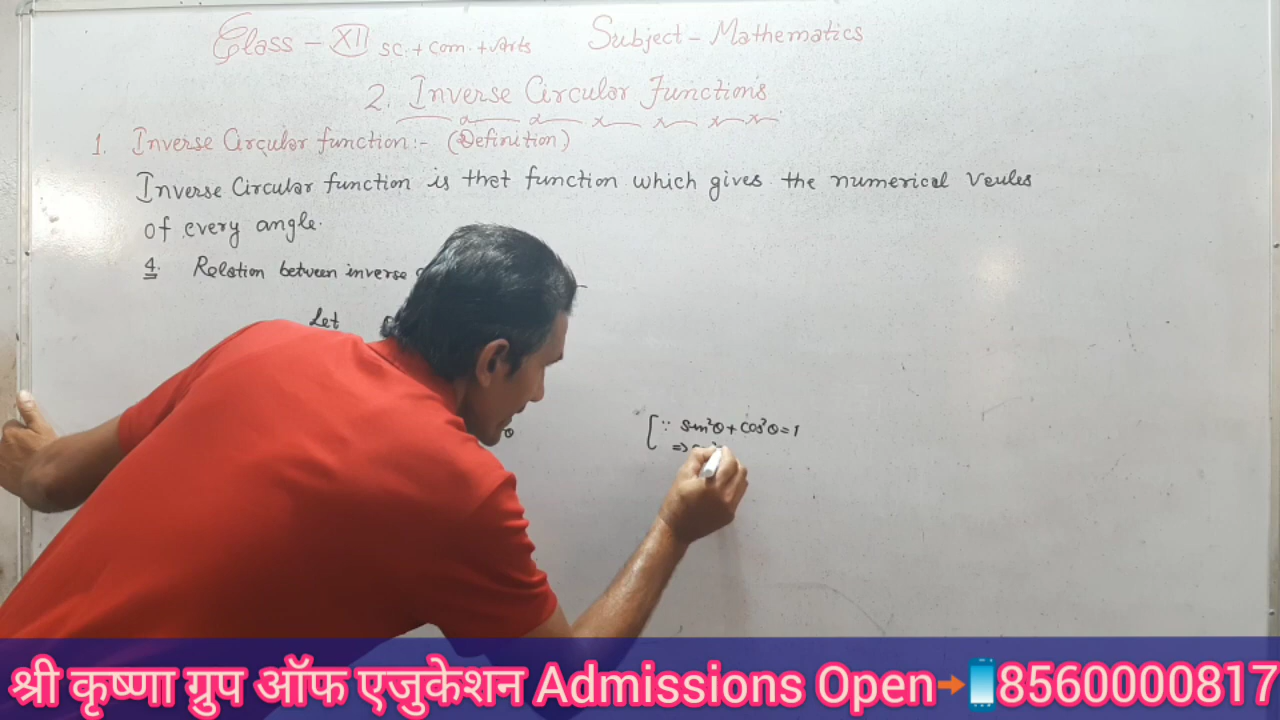 Class - XII sc. + com. + Arts Subject - Mathematics
2. Inverse Circular Function's
1. Inverse Circular function :- (Definition)
Inverse Circular function is that function which gives the numerical Veules
of every angle.
4. Relation between inverse
Let
θ
[∵ sin²θ + cos²θ = 1
⇒
श्री कृष्णा ग्रुप ऑफ एजुकेशन Admissions Open➝📱8560000817